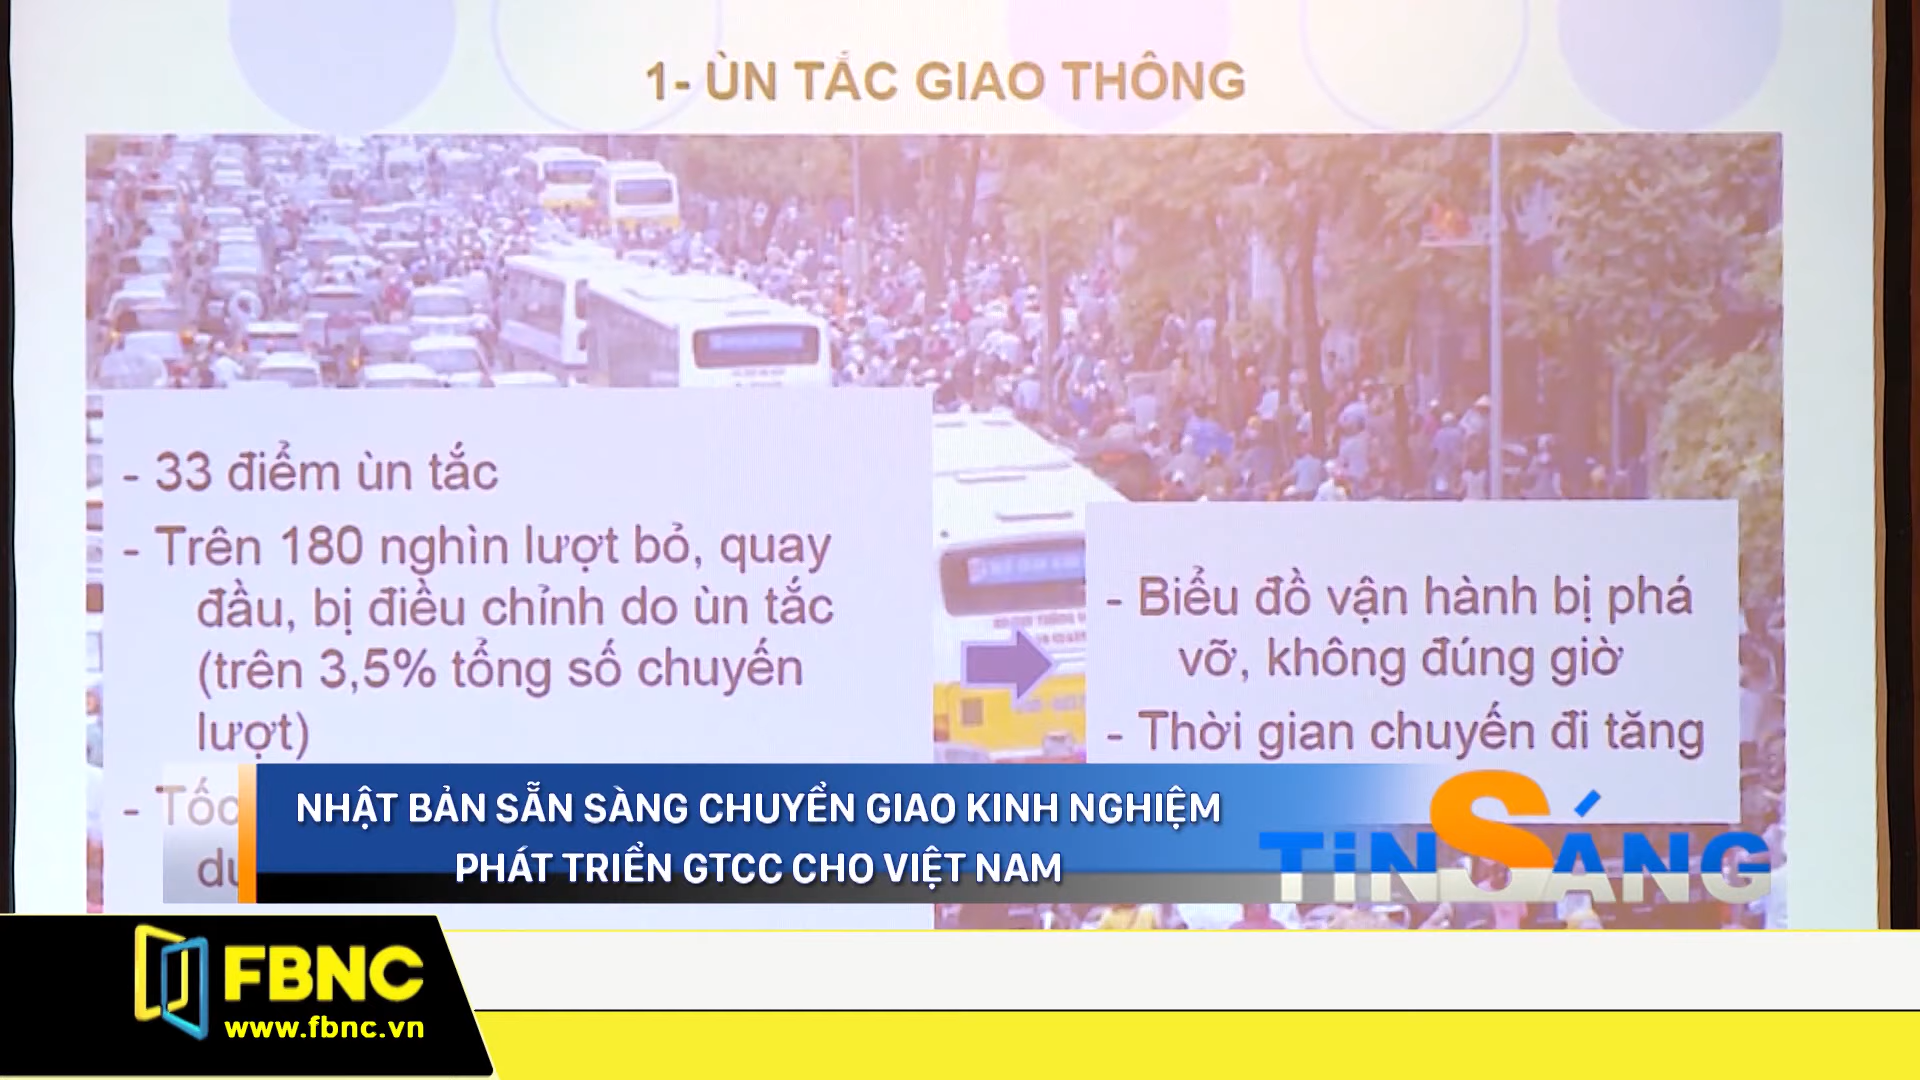 1- ÙN TẮC GIAO THÔNG
- 33 điểm ùn tắc
- Trên 180 nghìn lượt bỏ, quay
đầu, bị điều chỉnh do ùn tắc
(trên 3,5% tổng số chuyến
lượt)
- Tốc
- Biểu đồ vận hành bị phá
vỡ, không đúng giờ
- Thời gian chuyến đi tăng
NHẬT BẢN SẴN SÀNG CHUYỂN GIAO KINH NGHIỆM
PHÁT TRIỂN GTCC CHO VIỆT NAM
TiN SÁNG
FBNC
www.fbnc.vn